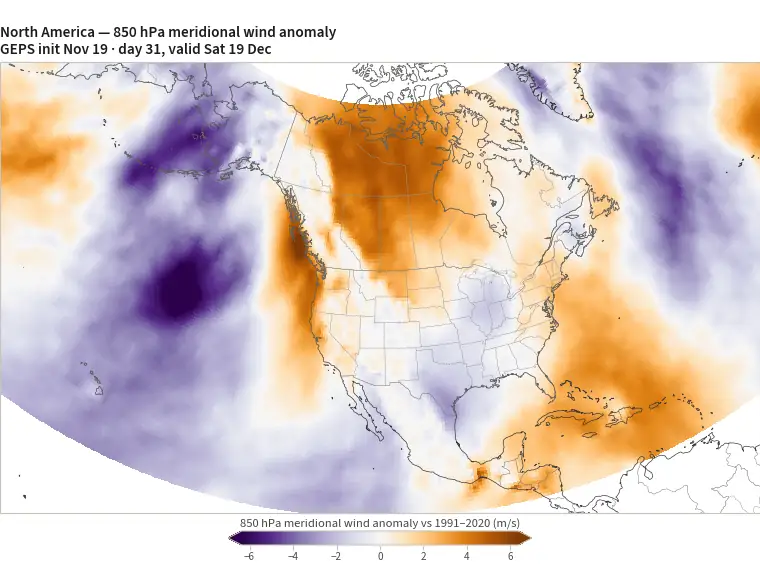 North America — 850 hPa meridional wind anomaly
GEPS init Nov 19 · day 31, valid Sat 19 Dec
850 hPa meridional wind anomaly vs 1991–2020 (m/s)
−6 −4 −2 0 2 4 6